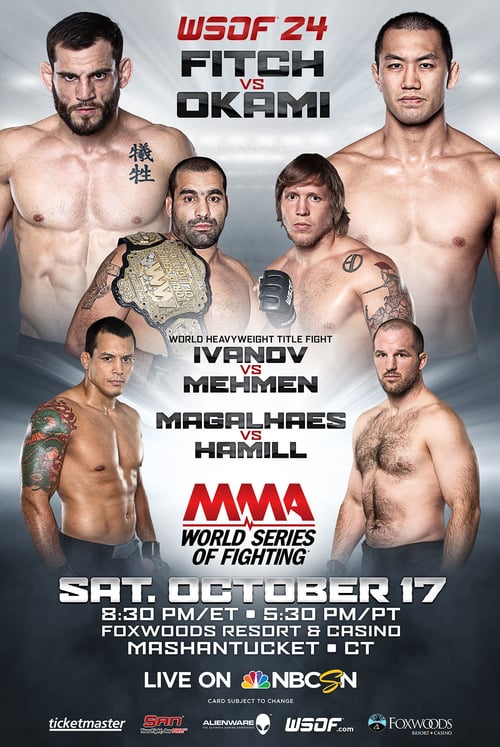 WSOF 24
FITCH
VS
OKAMI
犠
牲
WORLD HEAVYWEIGHT TITLE FIGHT
IVANOV
VS
MEHMEN
MAGALHAES
VS
HAMILL
MMA
WORLD SERIES
OF FIGHTING
SAT. OCTOBER 17
8:30 PM/ET • 5:30 PM/PT
FOXWOODS RESORT & CASINO
MASHANTUCKET • CT
LIVE ON NBCSN
CARD SUBJECT TO CHANGE
ticketmaster
SAN
ALIENWARE
WSOF.com
FOXWOODS
RESORT • CASINO